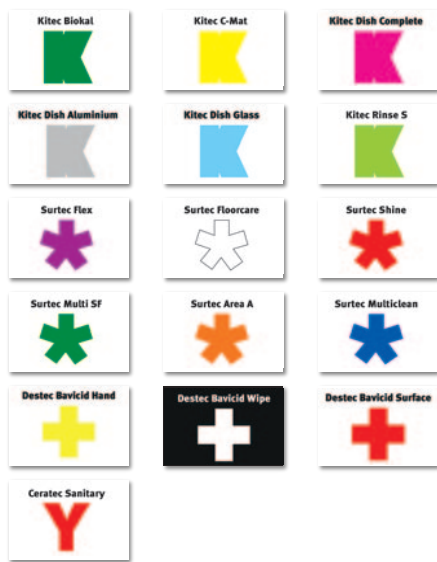 Kitec Biokal
Kitec C-Mat
Kitec Dish Complete
Kitec Dish Aluminium
Kitec Dish Glass
Kitec Rinse S
Surtec Flex
Surtec Floorcare
Surtec Shine
Surtec Multi SF
Surtec Area A
Surtec Multiclean
Destec Bavicid Hand
Destec Bavicid Wipe
Destec Bavicid Surface
Ceratec Sanitary
Y